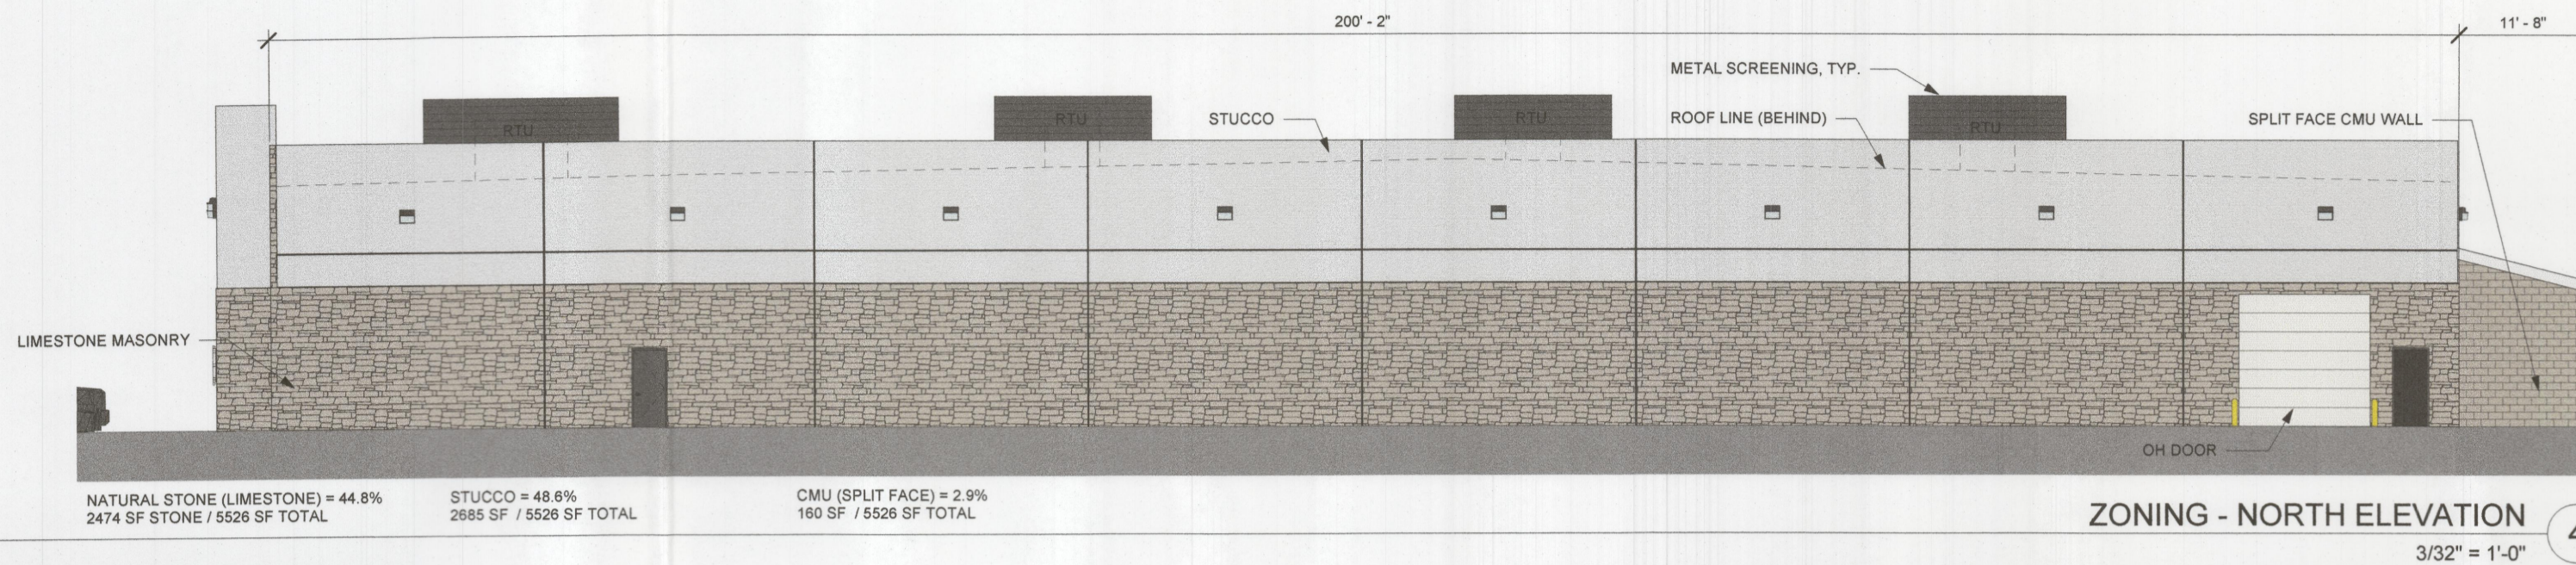 200' - 2"
11' - 8"
METAL SCREENING, TYP.
RTU
RTU
RTU
RTU
STUCCO
ROOF LINE (BEHIND)
SPLIT FACE CMU WALL
LIMESTONE MASONRY
OH DOOR
NATURAL STONE (LIMESTONE) = 44.8%
2474 SF STONE / 5526 SF TOTAL
STUCCO = 48.6%
2685 SF / 5526 SF TOTAL
CMU (SPLIT FACE) = 2.9%
160 SF / 5526 SF TOTAL
ZONING - NORTH ELEVATION
3/32" = 1'-0"